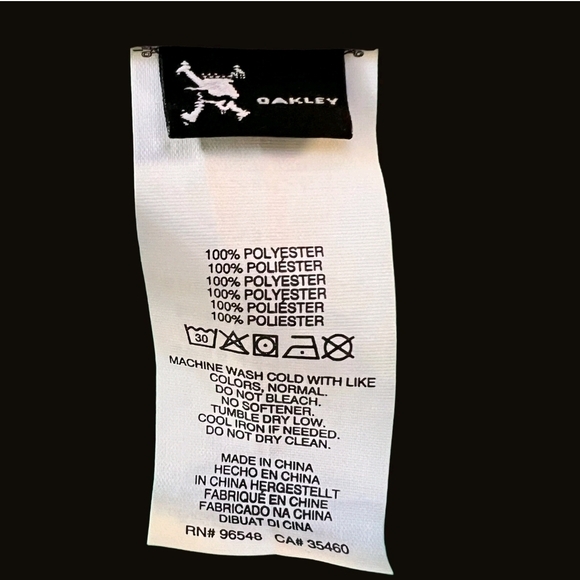 OAKLEY
100% POLYESTER
100% POLIÉSTER
100% POLYESTER
100% POLYESTER
100% POLIÉSTER
100% POLIESTER
30
MACHINE WASH COLD WITH LIKE
COLORS, NORMAL.
DO NOT BLEACH.
NO SOFTENER.
TUMBLE DRY LOW.
COOL IRON IF NEEDED.
DO NOT DRY CLEAN.
MADE IN CHINA
HECHO EN CHINA
IN CHINA HERGESTELLT
FABRIQUÉ EN CHINE
FABRICADO NA CHINA
DIBUAT DI CINA
RN# 96548 CA# 35460